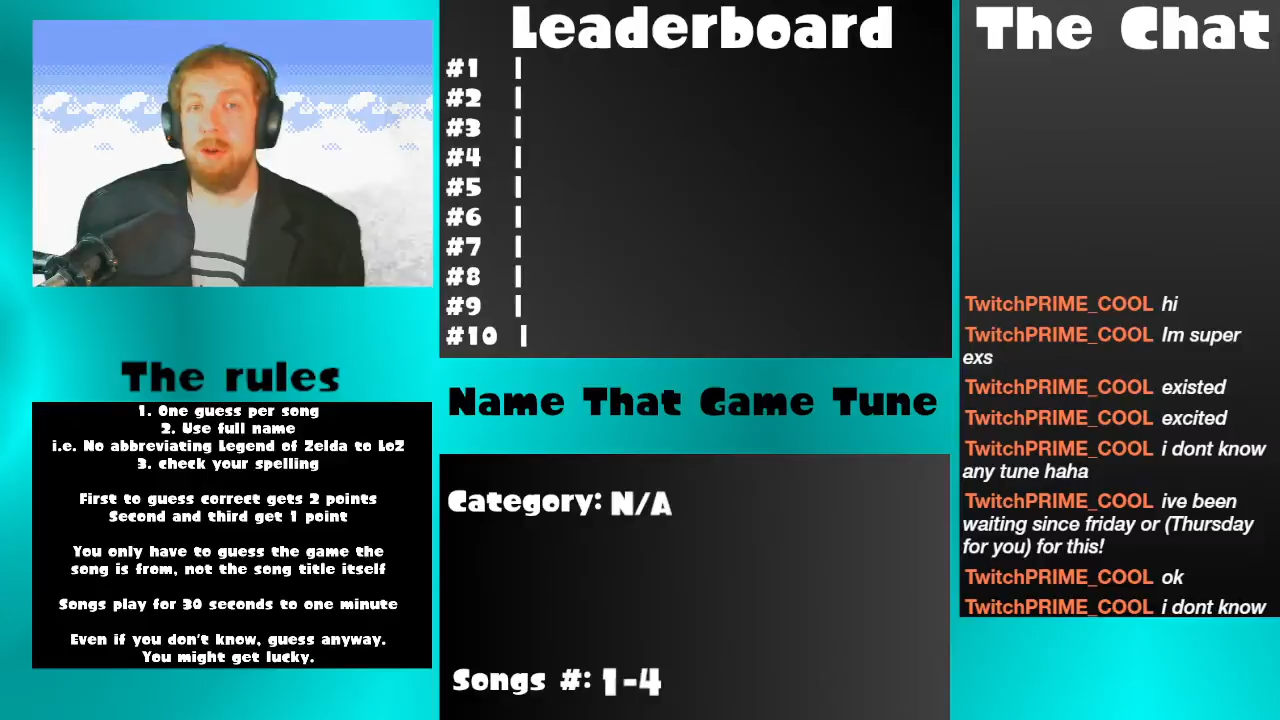 Leaderboard
#1 |
#2 |
#3 |
#4 |
#5 |
#6 |
#7 |
#8 |
#9 |
#10 |
The rules
1. One guess per song
2. Use full name
i.e. No abbreviating Legend of Zelda to LoZ
3. check your spelling
First to guess correct gets 2 points
Second and third get 1 point
You only have to guess the game the
song is from, not the song title itself
Songs play for 30 seconds to one minute
Even if you don't know, guess anyway.
You might get lucky.
Name That Game Tune
Category: N/A
Songs #: 1-4
The Chat
TwitchPRIME_COOL hi
TwitchPRIME_COOL Im super
exs
TwitchPRIME_COOL existed
TwitchPRIME_COOL excited
TwitchPRIME_COOL i dont know
any tune haha
TwitchPRIME_COOL ive been
waiting since friday or (Thursday
for you) for this!
TwitchPRIME_COOL ok
TwitchPRIME_COOL i dont know